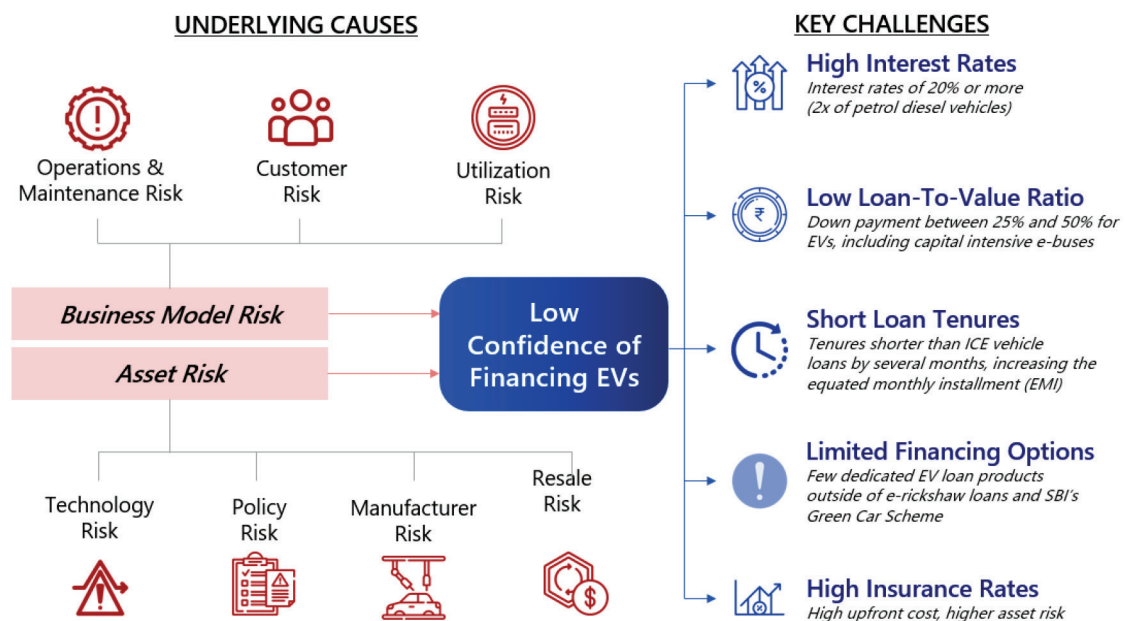 UNDERLYING CAUSES
Operations &
Maintenance Risk
Customer
Risk
Utilization
Risk
Business Model Risk
Asset Risk
Technology
Risk
Policy
Risk
Manufacturer
Risk
Resale
Risk
$
Low
Confidence of
Financing EVs
KEY CHALLENGES
%
High Interest Rates
Interest rates of 20% or more
(2x of petrol diesel vehicles)
₹
Low Loan-To-Value Ratio
Down payment between 25% and 50% for
EVs, including capital intensive e-buses
Short Loan Tenures
Tenures shorter than ICE vehicle
loans by several months, increasing the
equated monthly installment (EMI)
Limited Financing Options
Few dedicated EV loan products
outside of e-rickshaw loans and SBI's
Green Car Scheme
High Insurance Rates
High upfront cost, higher asset risk